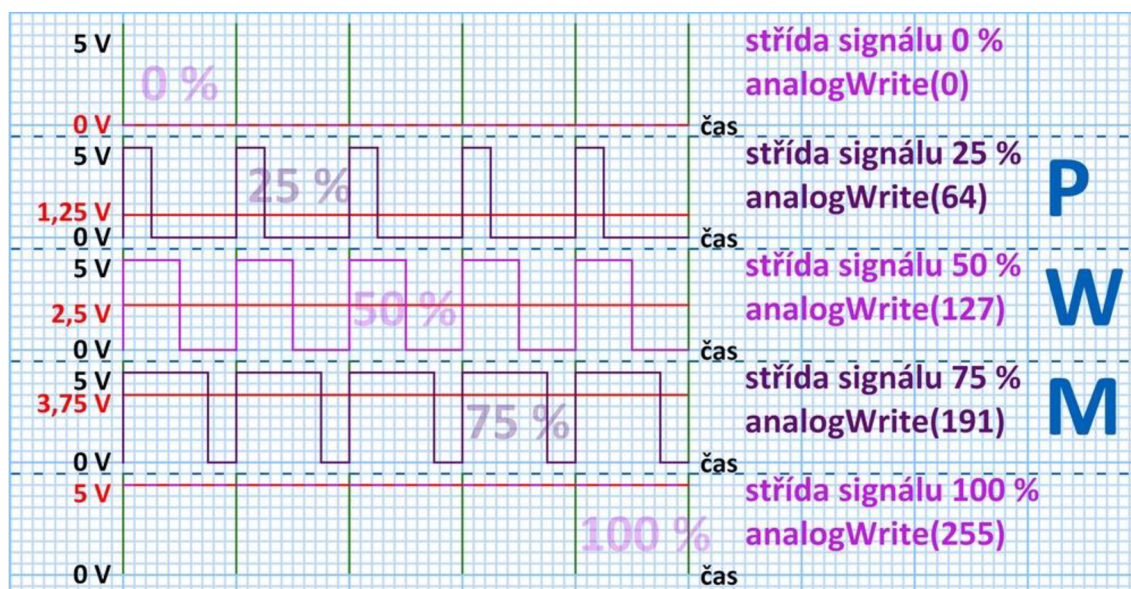 5 V
0 %
0 V
čas
střída signálu 0 %
analogWrite(0)
5 V
25 %
1,25 V
0 V
čas
střída signálu 25 %
analogWrite(64)
P
5 V
50 %
2,5 V
0 V
čas
střída signálu 50 %
analogWrite(127)
W
5 V
3,75 V
75 %
0 V
čas
střída signálu 75 %
analogWrite(191)
M
5 V
100 %
0 V
čas
střída signálu 100 %
analogWrite(255)